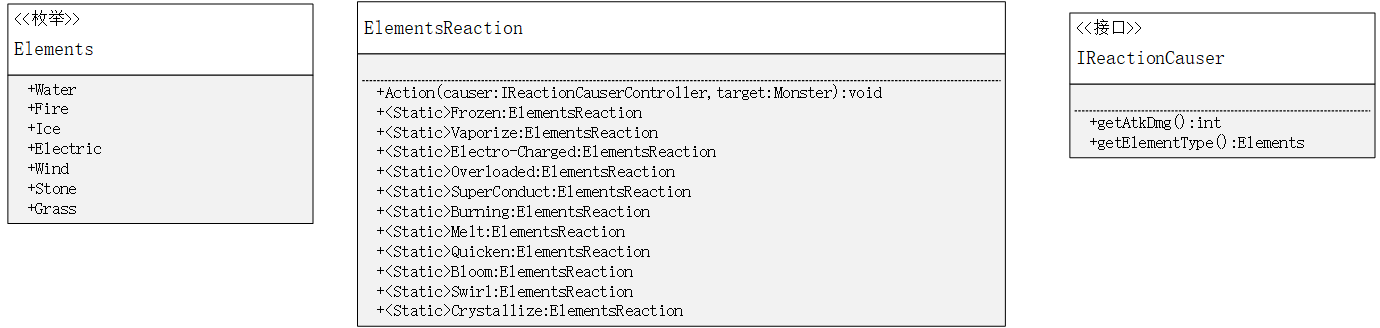 <<枚举>>
Elements
+Water
+Fire
+Ice
+Electric
+Wind
+Stone
+Grass
ElementsReaction
+Action(causer:IReactionCauserController,target:Monster):void
+<Static>Frozen:ElementsReaction
+<Static>Vaporize:ElementsReaction
+<Static>Electro-Charged:ElementsReaction
+<Static>Overloaded:ElementsReaction
+<Static>SuperConduct:ElementsReaction
+<Static>Burning:ElementsReaction
+<Static>Melt:ElementsReaction
+<Static>Quicken:ElementsReaction
+<Static>Bloom:ElementsReaction
+<Static>Swirl:ElementsReaction
+<Static>Crystallize:ElementsReaction
<<接口>>
IReactionCauser
+getAtkDmg():int
+getElementType():Elements